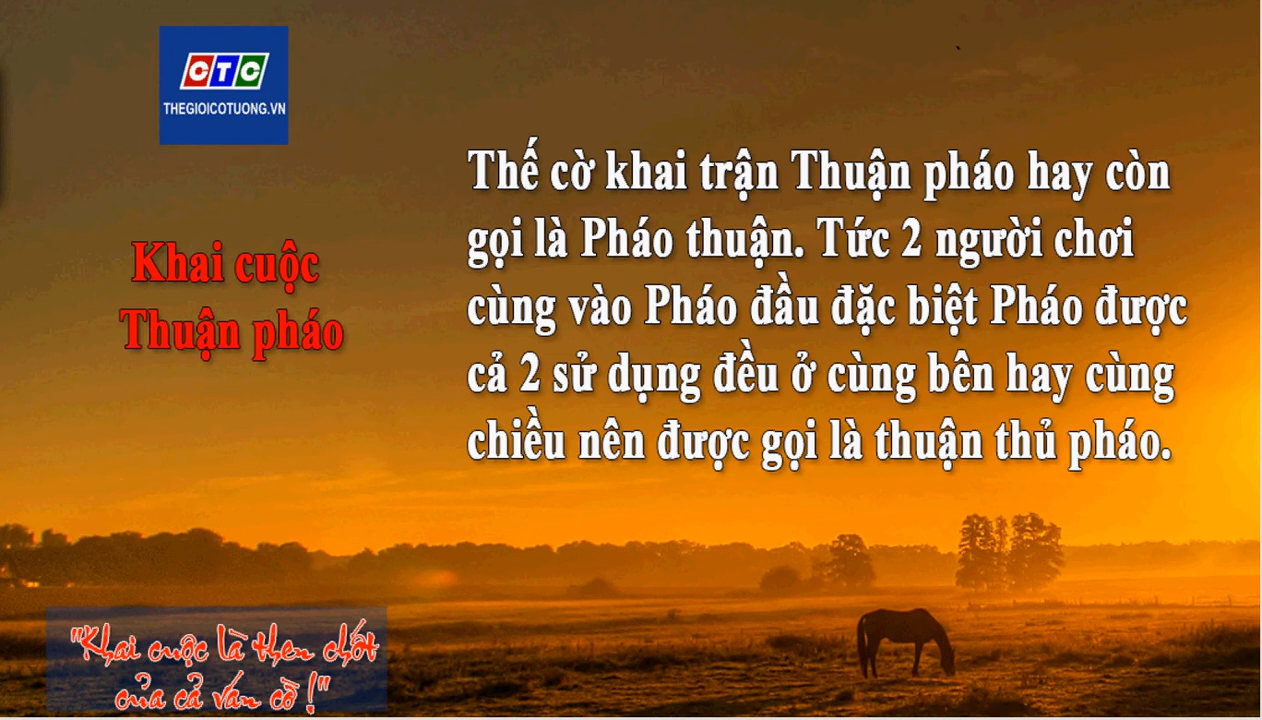 CTC
THEGIOICOTUONG.VN
Khai cuộc
Thuận pháo
Thế cờ khai trận Thuận pháo hay còn
gọi là Pháo thuận. Tức 2 người chơi
cùng vào Pháo đầu đặc biệt Pháo được
cả 2 sử dụng đều ở cùng bên hay cùng
chiều nên được gọi là thuận thủ pháo.
"Khai cuộc là then chốt
của cả ván cờ !"